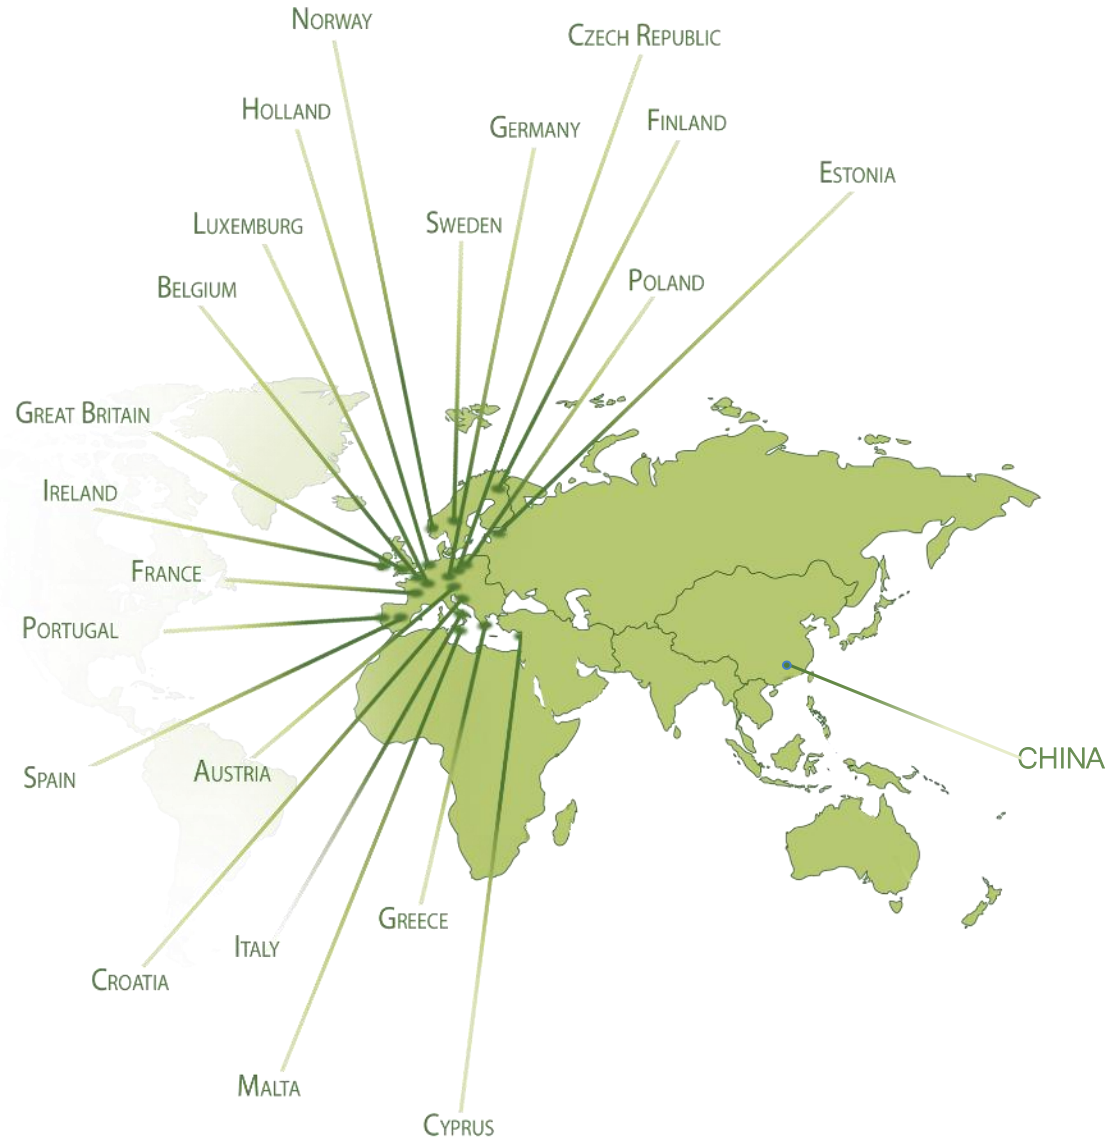 Norway
Czech Republic
Holland
Germany
Finland
Estonia
Luxemburg
Sweden
Belgium
Poland
Great Britain
Ireland
France
Portugal
Spain
Austria
CHINA
Greece
Italy
Croatia
Malta
Cyprus